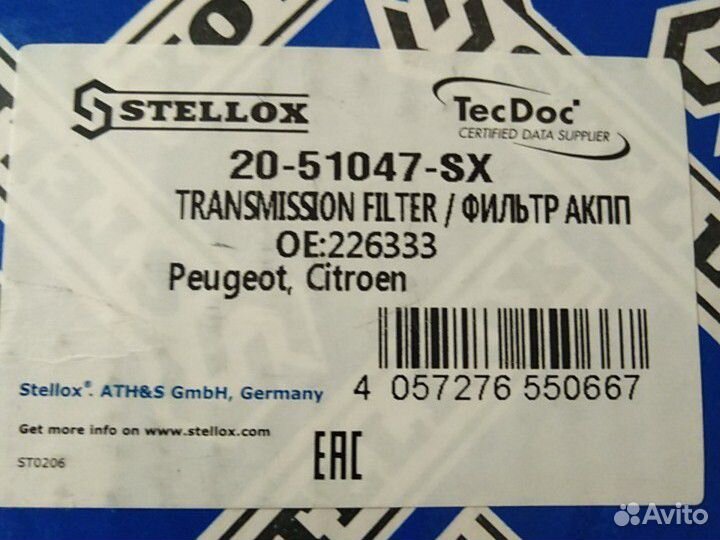 STELLOX
TecDoc
CERTIFIED DATA SUPPLIER
20-51047-SX
TRANSMISSION FILTER / ФИЛЬТР АКПП
OE:226333
Peugeot, Citroen
Stellox®. ATH&S GmbH, Germany
4 057276 550667
Get more info on www.stellox.com
ST0206
EAC
Avito